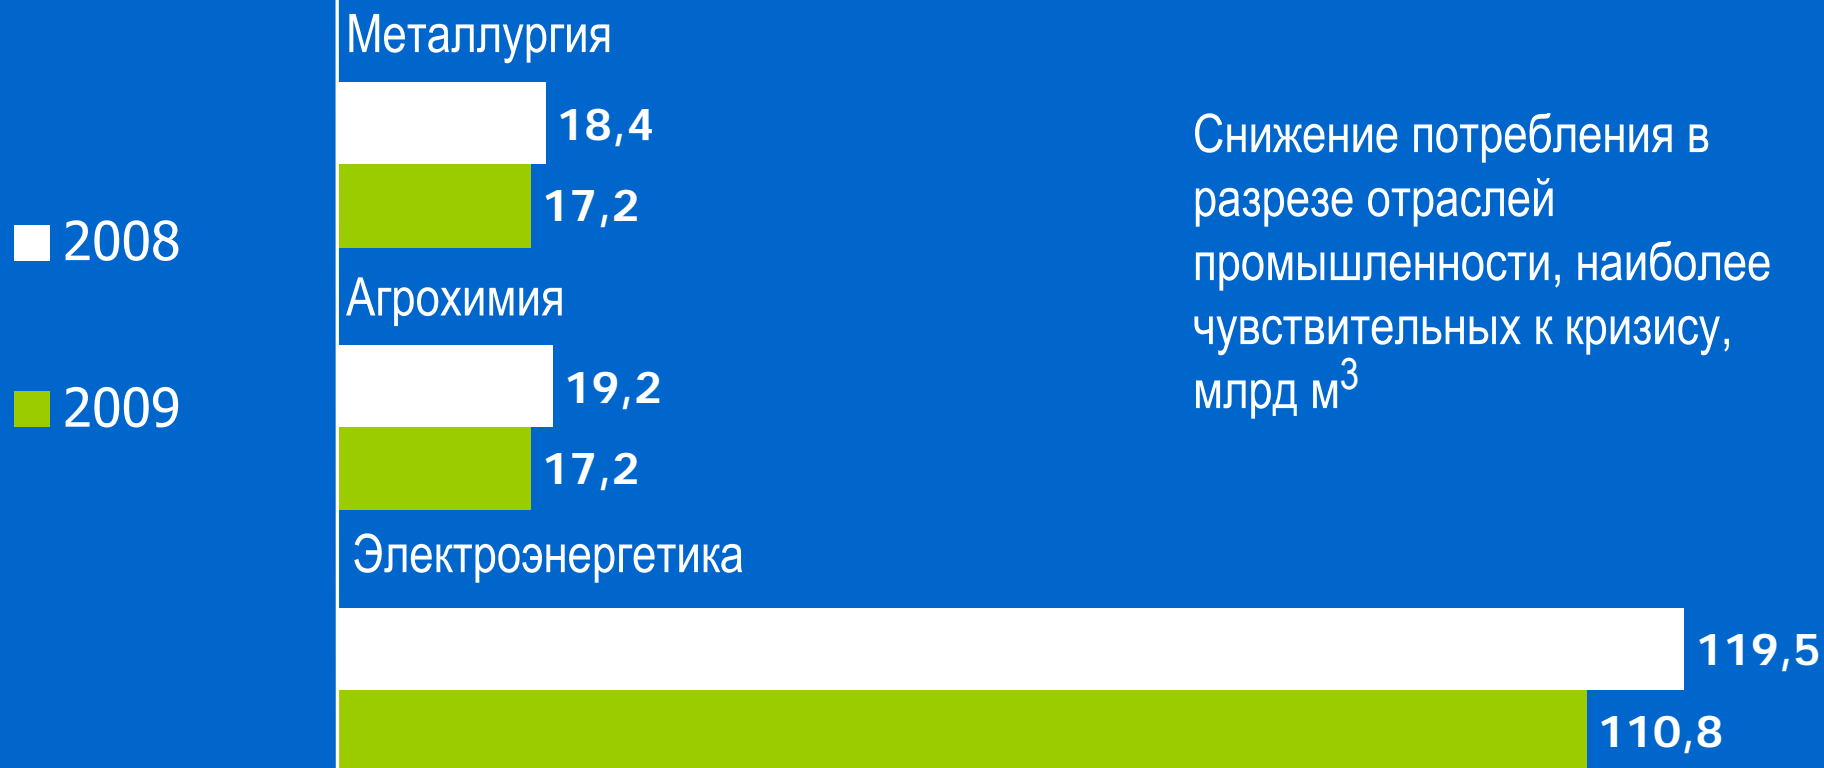 Металлургия
18,4
17,2
2008
Агрохимия
19,2
17,2
2009
Электроэнергетика
119,5
110,8
Снижение потребления в
разрезе отраслей
промышленности, наиболее
чувствительных к кризису,
млрд м³